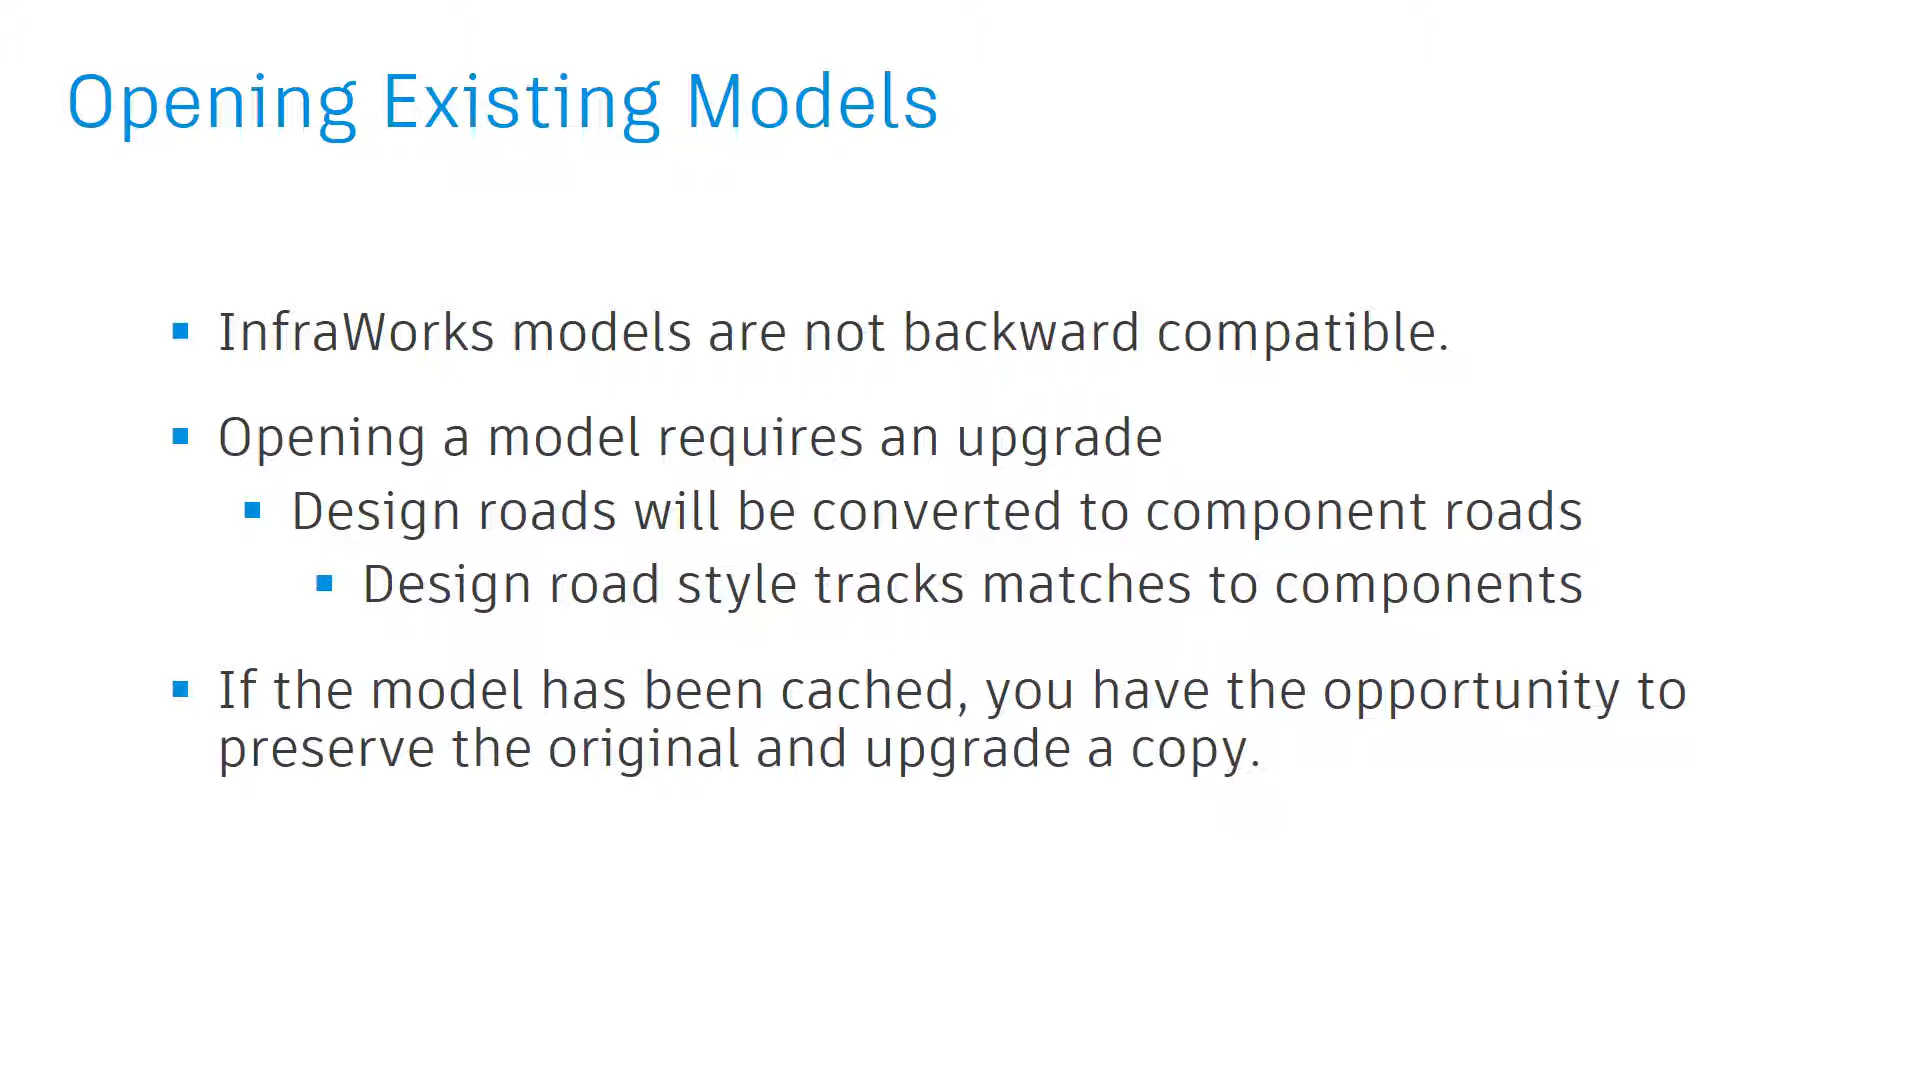 Opening Existing Models
InfraWorks models are not backward compatible.
Opening a model requires an upgrade
Design roads will be converted to component roads
Design road style tracks matches to components
If the model has been cached, you have the opportunity to
preserve the original and upgrade a copy.